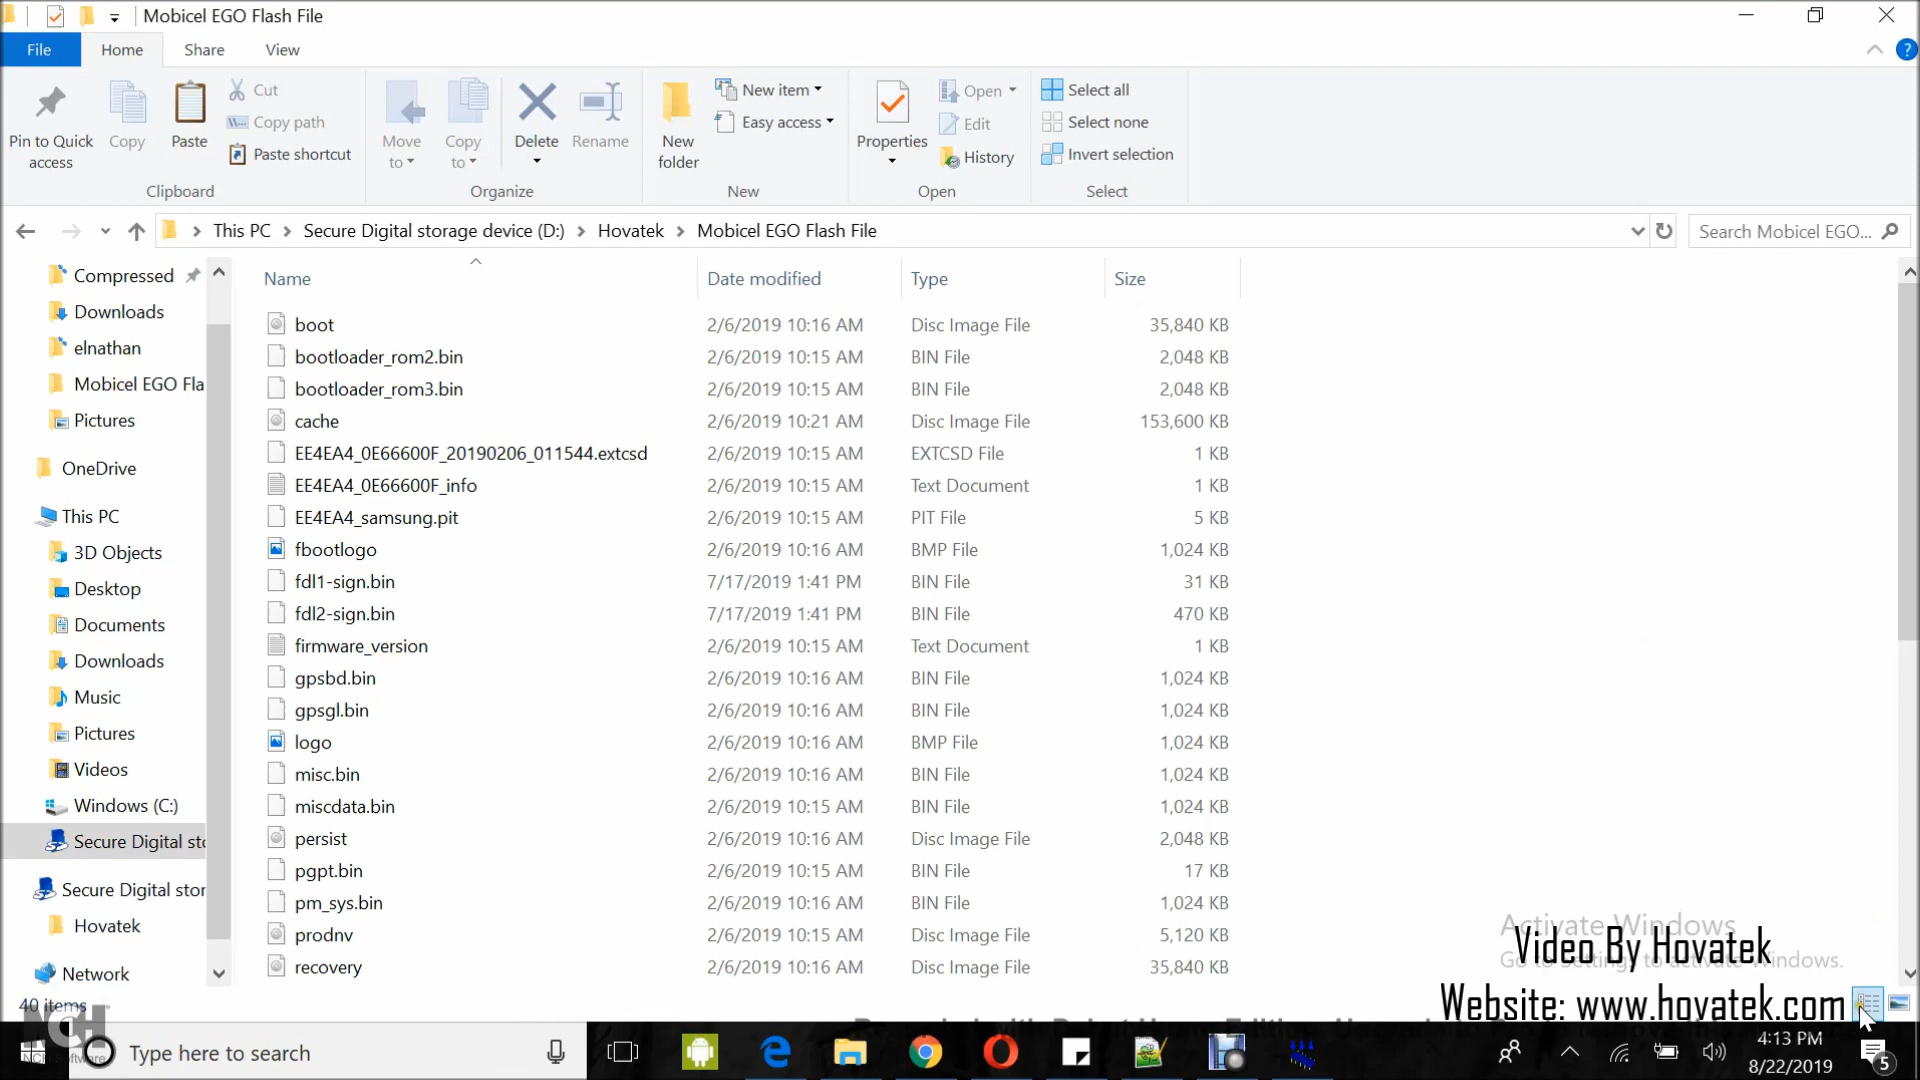 Mobicel EGO Flash File
File Home Share View
Pin to Quick access
Copy
Paste
Cut
Copy path
Paste shortcut
Clipboard
Move to
Copy to
Delete
Rename
Organize
New folder
New item
Easy access
New
Properties
Open
Edit
History
Open
Select all
Select none
Invert selection
Select
This PC Secure Digital storage device (D:) Hovatek Mobicel EGO Flash File
Search Mobicel EGO...
Compressed
Downloads
elnathan
Mobicel EGO Fla
Pictures
OneDrive
This PC
3D Objects
Desktop
Documents
Downloads
Music
Pictures
Videos
Windows (C:)
Secure Digital sto
Secure Digital stor
Hovatek
Network
Name Date modified Type Size
boot 2/6/2019 10:16 AM Disc Image File 35,840 KB
bootloader_rom2.bin 2/6/2019 10:15 AM BIN File 2,048 KB
bootloader_rom3.bin 2/6/2019 10:15 AM BIN File 2,048 KB
cache 2/6/2019 10:21 AM Disc Image File 153,600 KB
EE4EA4_0E66600F_20190206_011544.extcsd 2/6/2019 10:15 AM EXTCSD File 1 KB
EE4EA4_0E66600F_info 2/6/2019 10:15 AM Text Document 1 KB
EE4EA4_samsung.pit 2/6/2019 10:15 AM PIT File 5 KB
fbootlogo 2/6/2019 10:16 AM BMP File 1,024 KB
fdl1-sign.bin 7/17/2019 1:41 PM BIN File 31 KB
fdl2-sign.bin 7/17/2019 1:41 PM BIN File 470 KB
firmware_version 2/6/2019 10:15 AM Text Document 1 KB
gpsbd.bin 2/6/2019 10:16 AM BIN File 1,024 KB
gpsgl.bin 2/6/2019 10:16 AM BIN File 1,024 KB
logo 2/6/2019 10:16 AM BMP File 1,024 KB
misc.bin 2/6/2019 10:16 AM BIN File 1,024 KB
miscdata.bin 2/6/2019 10:15 AM BIN File 1,024 KB
persist 2/6/2019 10:16 AM Disc Image File 2,048 KB
pgpt.bin 2/6/2019 10:15 AM BIN File 17 KB
pm_sys.bin 2/6/2019 10:16 AM BIN File 1,024 KB
prodnv 2/6/2019 10:15 AM Disc Image File 5,120 KB
recovery 2/6/2019 10:16 AM Disc Image File 35,840 KB
Activate Windows
Video By Hovatek
Go to Settings to activate Windows.
Website: www.hovatek.com
40 items
NCH
Type here to search
4:13 PM
8/22/2019
5